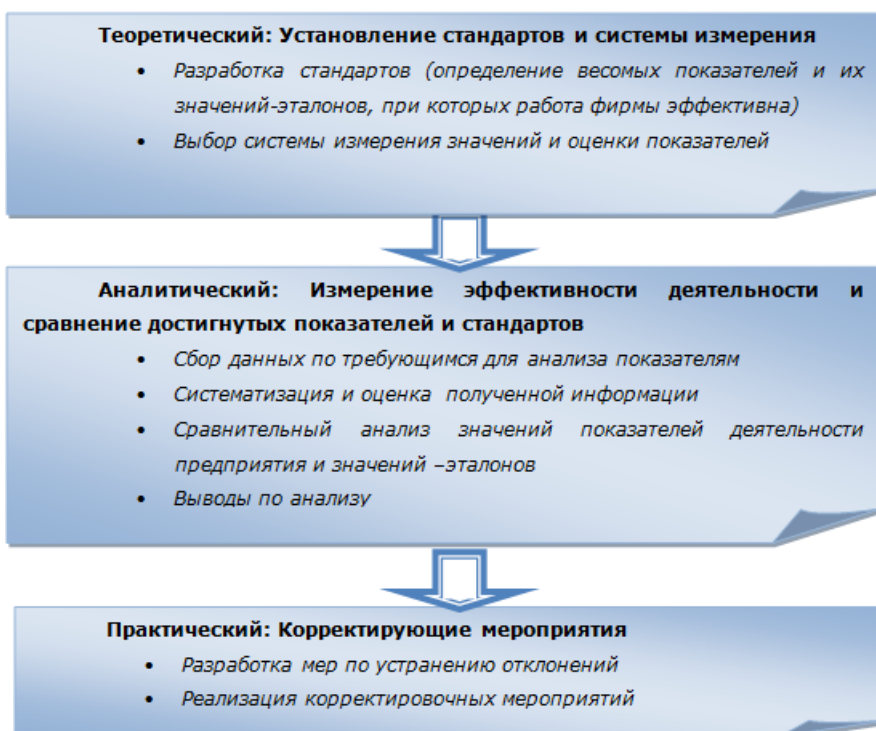 Теоретический: Установление стандартов и системы измерения
• Разработка стандартов (определение весомых показателей и их
значений-эталонов, при которых работа фирмы эффективна)
• Выбор системы измерения значений и оценки показателей
Аналитический: Измерение эффективности деятельности и
сравнение достигнутых показателей и стандартов
• Сбор данных по требующимся для анализа показателям
• Систематизация и оценка полученной информации
• Сравнительный анализ значений показателей деятельности
предприятия и значений –эталонов
• Выводы по анализу
Практический: Корректирующие мероприятия
• Разработка мер по устранению отклонений
• Реализация корректировочных мероприятий